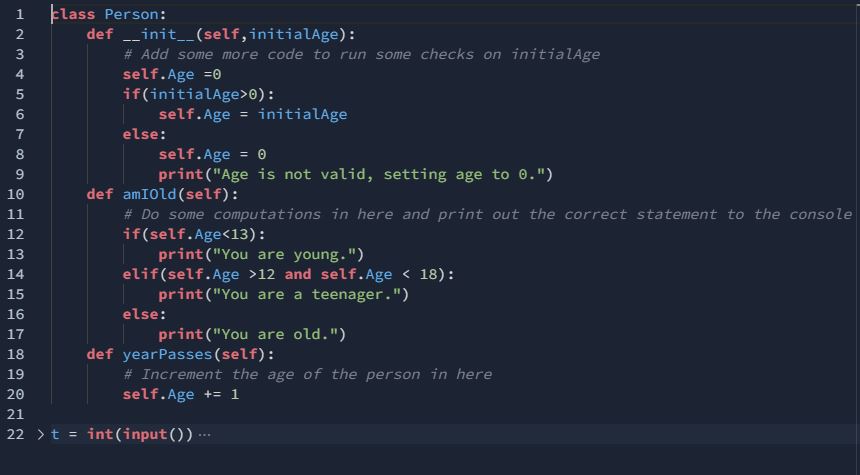 1 class Person:
2 def __init__(self,initialAge):
3 # Add some more code to run some checks on initialAge
4 self.Age =0
5 if(initialAge>0):
6 self.Age = initialAge
7 else:
8 self.Age = 0
9 print("Age is not valid, setting age to 0.")
10 def amIOld(self):
11 # Do some computations in here and print out the correct statement to the console
12 if(self.Age<13):
13 print("You are young.")
14 elif(self.Age >12 and self.Age < 18):
15 print("You are a teenager.")
16 else:
17 print("You are old.")
18 def yearPasses(self):
19 # Increment the age of the person in here
20 self.Age += 1
21
22 > t = int(input()) ⋯